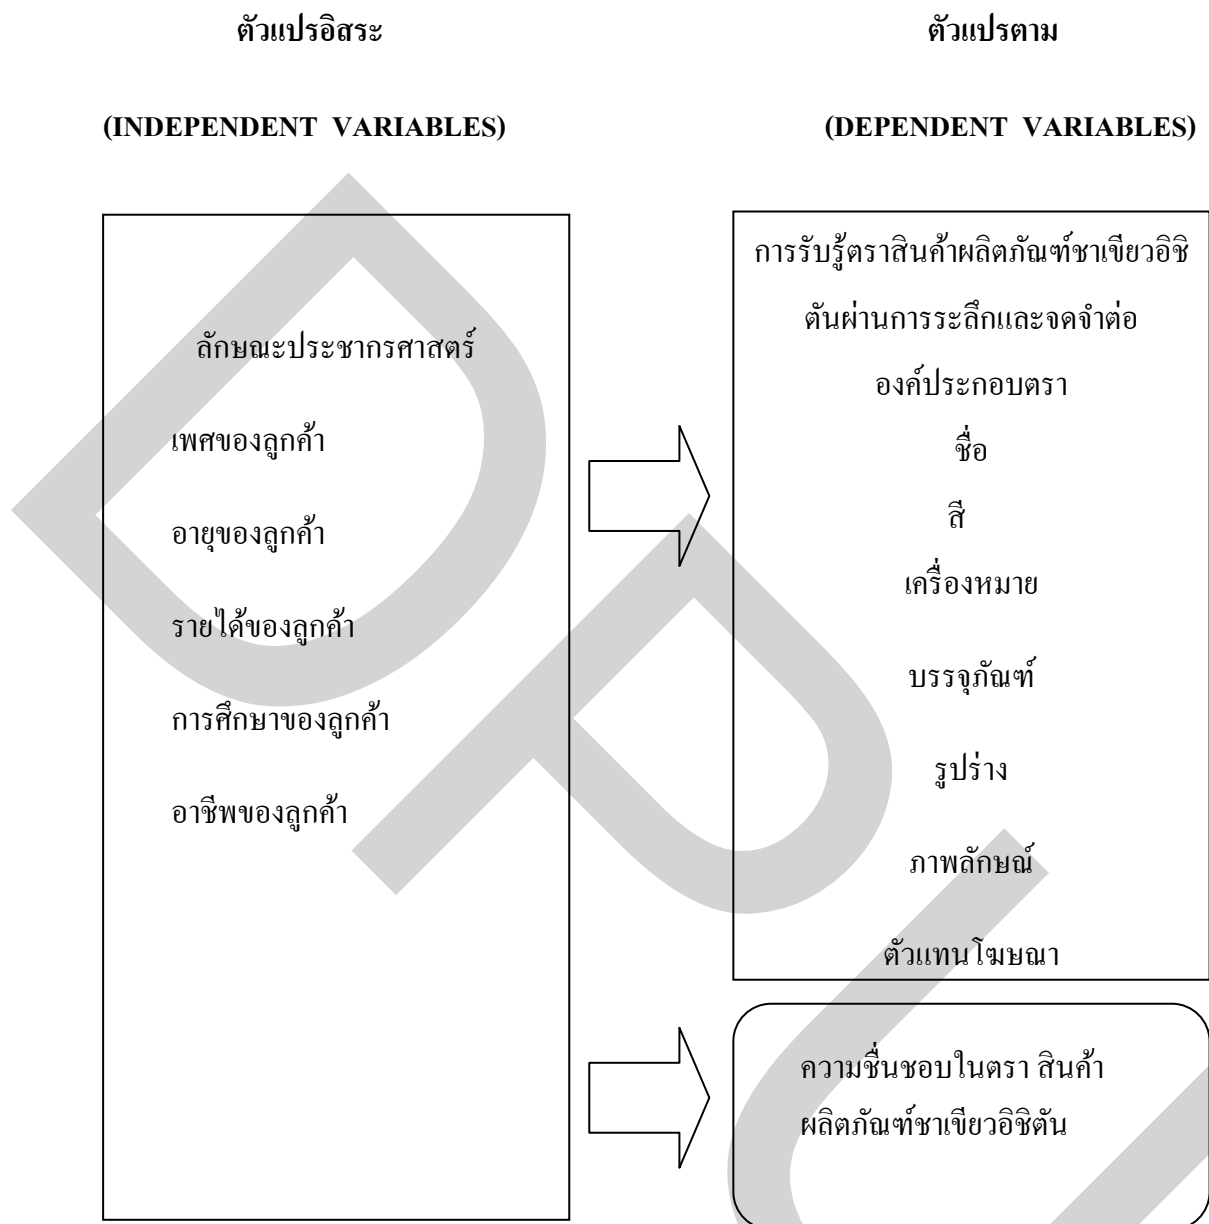 ตัวแปรอิสระ
(INDEPENDENT VARIABLES)
ลักษณะประชากรศาสตร์
เพศของลูกค้า
อายุของลูกค้า
รายได้ของลูกค้า
การศึกษาของลูกค้า
อาชีพของลูกค้า
ตัวแปรตาม
(DEPENDENT VARIABLES)
การรับรู้ตราสินค้าผลิตภัณฑ์ชาเขียวอิชิ
ตันผ่านการระลึกและจดจำต่อ
องค์ประกอบตรา
ชื่อ
สี
เครื่องหมาย
บรรจุภัณฑ์
รูปร่าง
ภาพลักษณ์
ตัวแทนโฆษณา
ความชื่นชอบในตรา สินค้า
ผลิตภัณฑ์ชาเขียวอิชิตัน
DPU